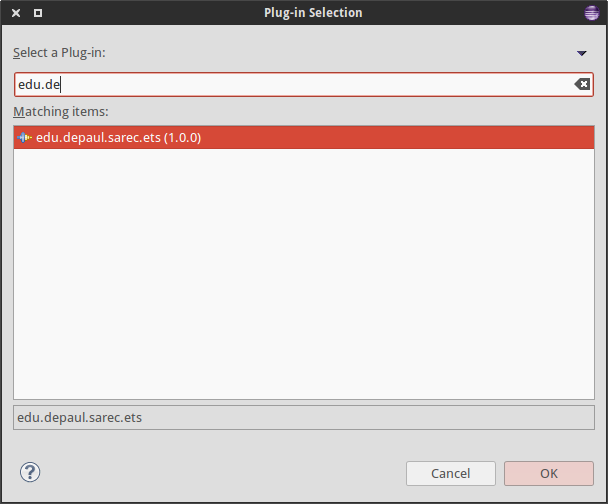 Plug-in Selection
Select a Plug-in:
edu.de
Matching items:
edu.depaul.sarec.ets (1.0.0)
edu.depaul.sarec.ets
?
Cancel
OK